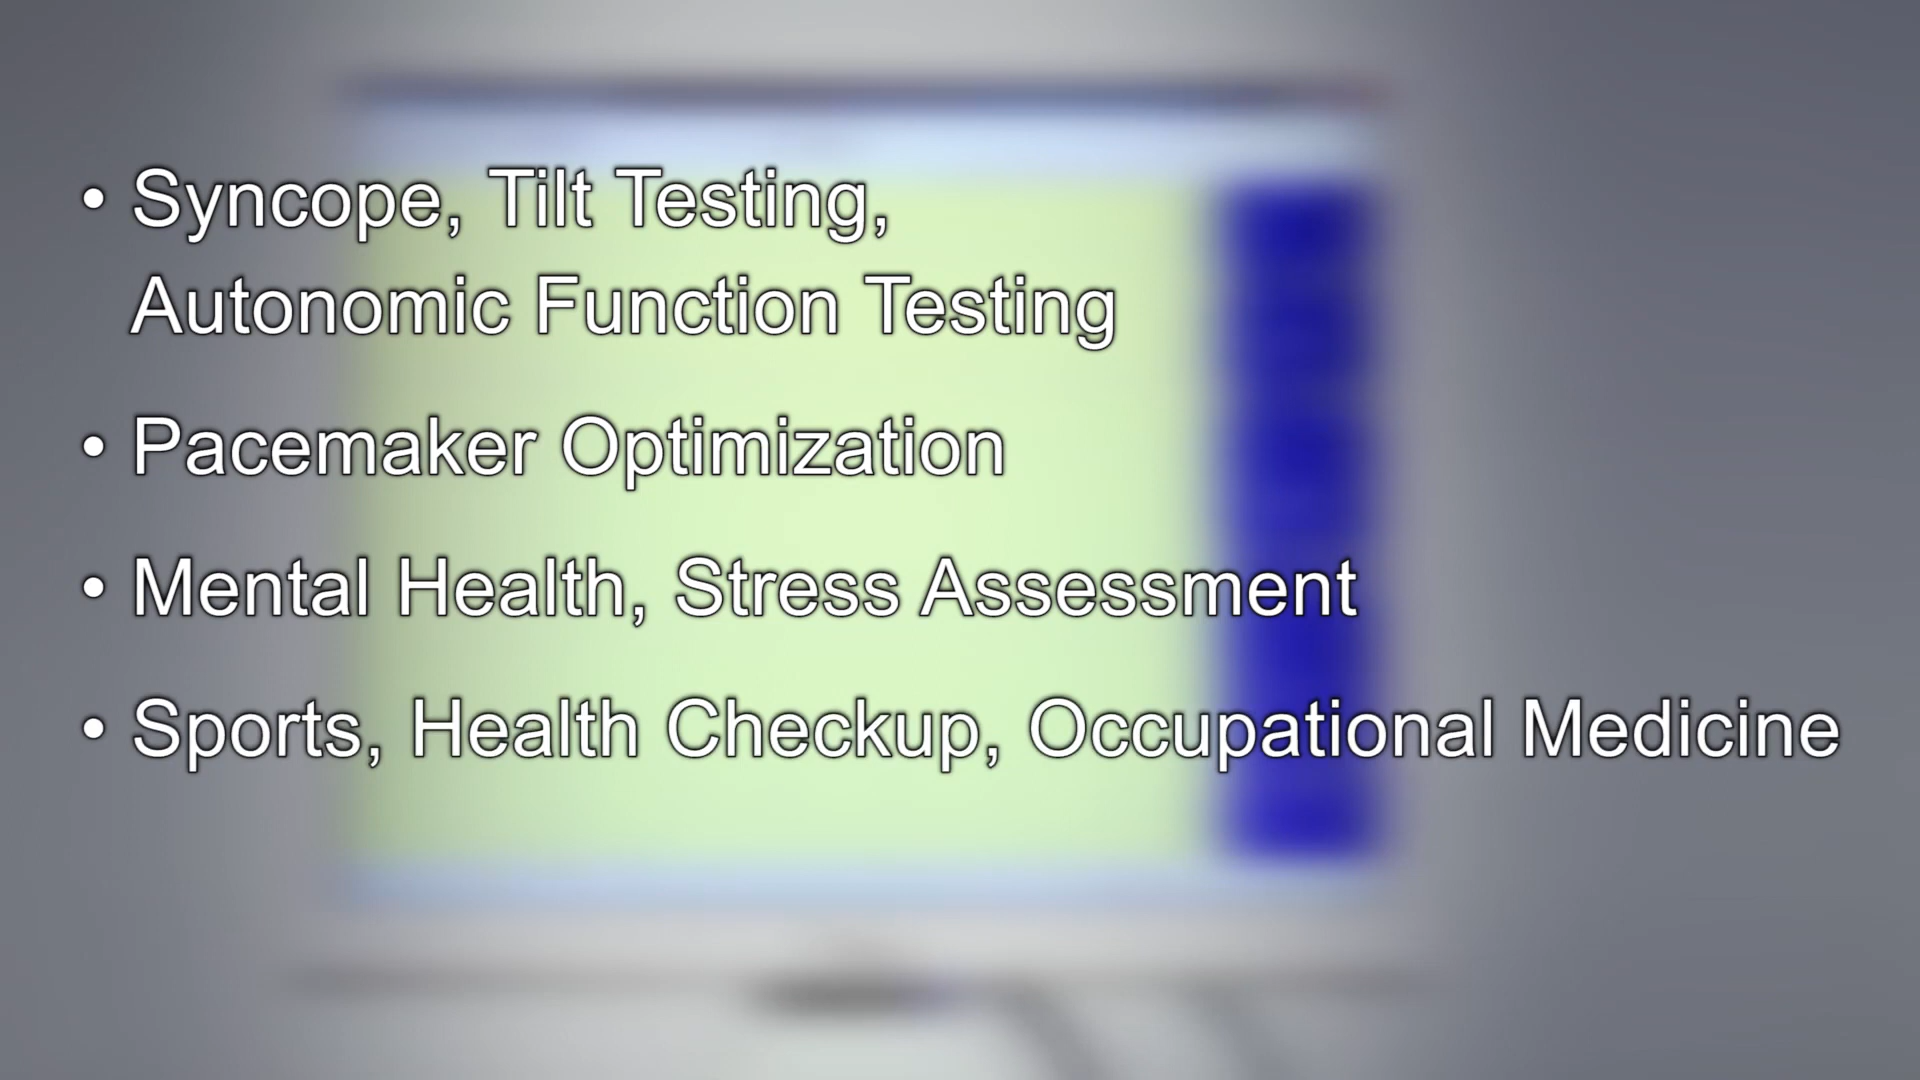 • Syncope, Tilt Testing,
Autonomic Function Testing
• Pacemaker Optimization
• Mental Health, Stress Assessment
• Sports, Health Checkup, Occupational Medicine